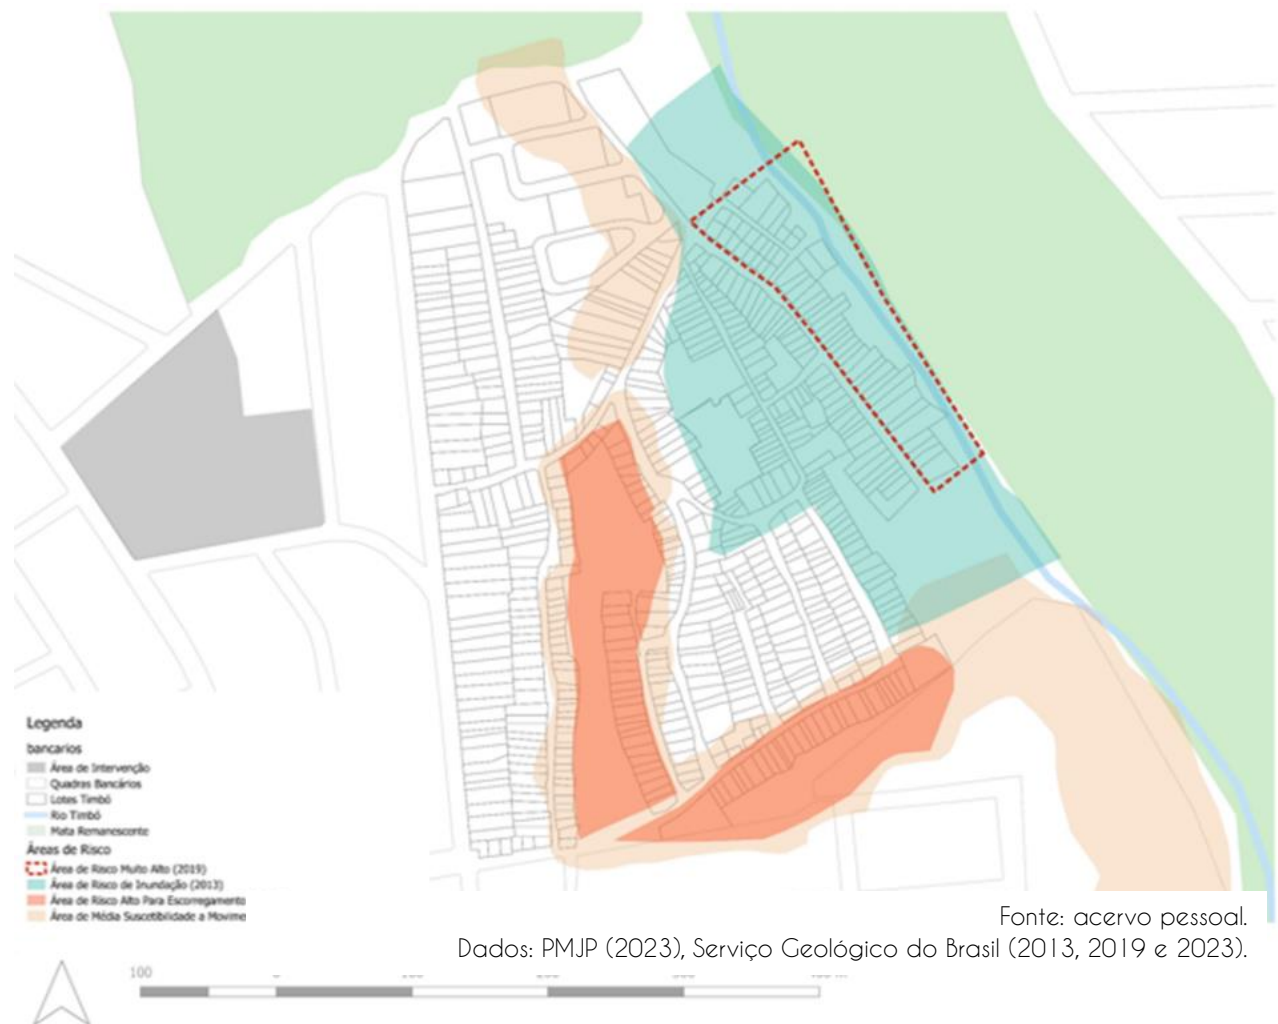 Legenda
bancarios
Área de Intervenção
Quadras Bancários
Lotes Timbó
Rio Timbó
Mata Remanescente
Áreas de Risco
Área de Risco Muito Alto (2019)
Área de Risco de Inundação (2013)
Área de Risco Alto Para Escorregamento
Área de Média Suscetibilidade a Movime
Fonte: acervo pessoal.
Dados: PMJP (2023), Serviço Geológico do Brasil (2013, 2019 e 2023).
100